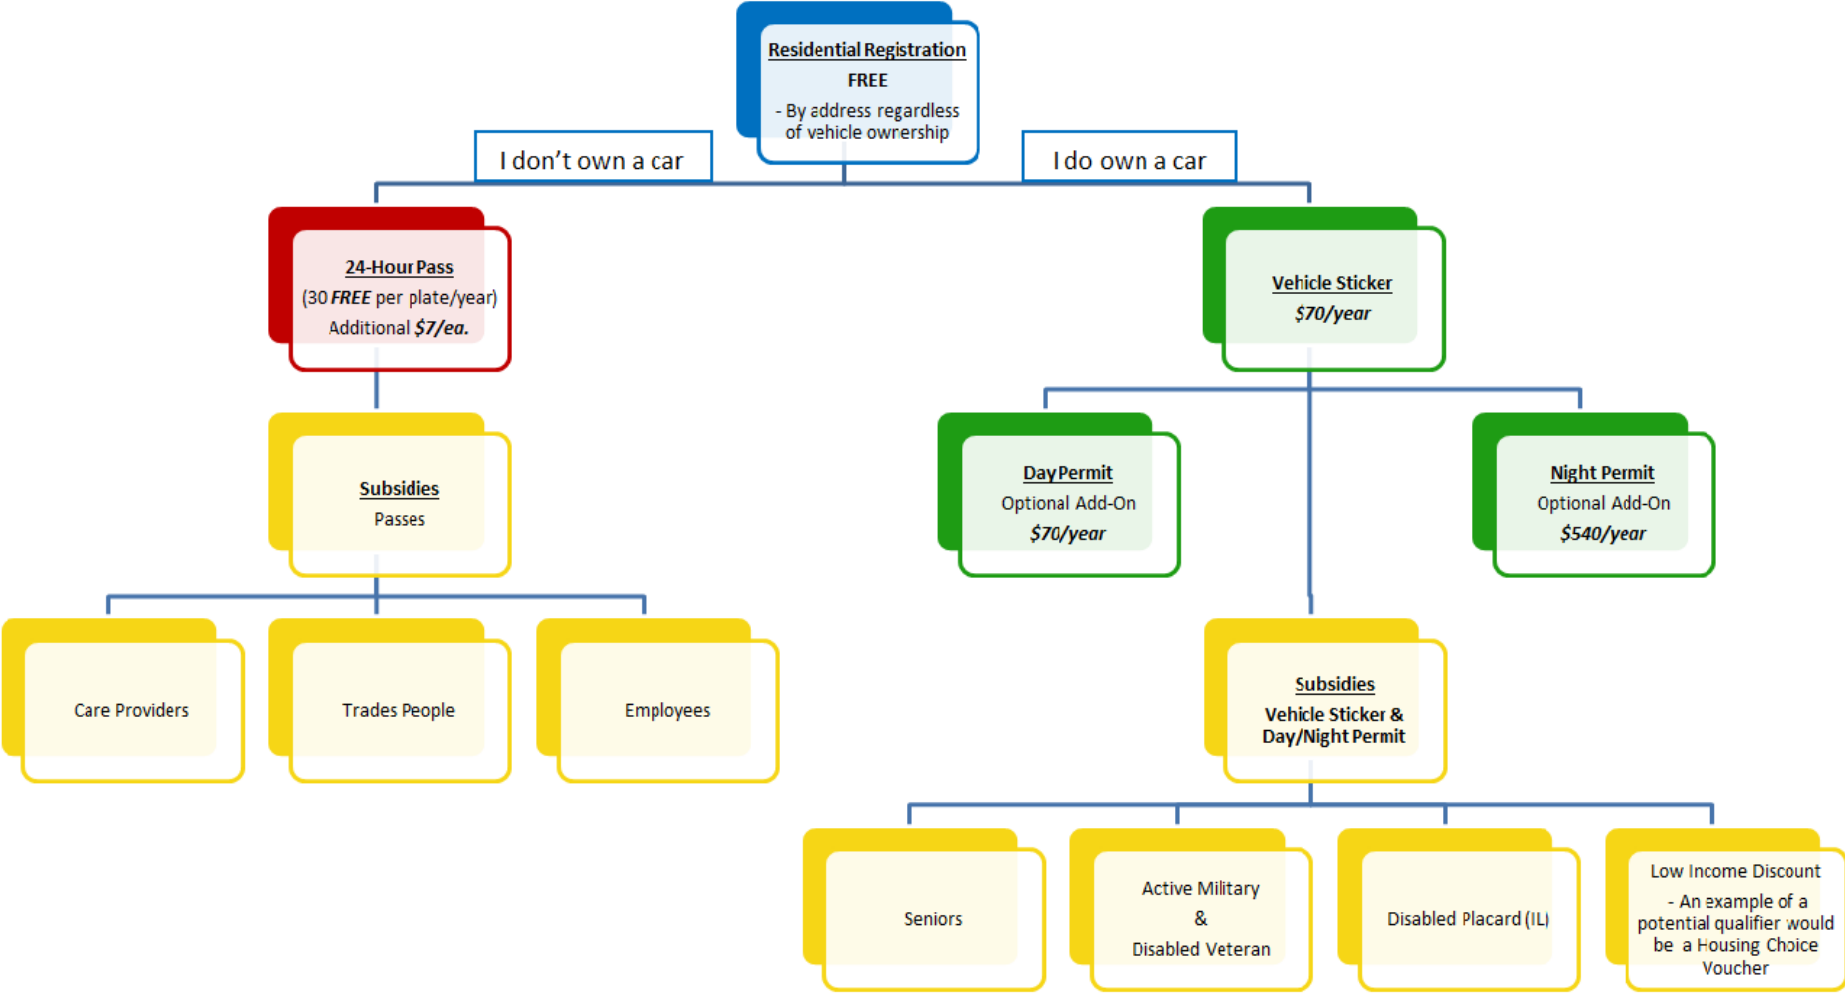 Residential Registration
FREE
- By address regardless
of vehicle ownership
I don't own a car
I do own a car
24-Hour Pass
(30 FREE per plate/year)
Additional $7/ea.
Vehicle Sticker
$70/year
Subsidies
Passes
Day Permit
Optional Add-On
$70/year
Night Permit
Optional Add-On
$540/year
Care Providers
Trades People
Employees
Subsidies
Vehicle Sticker &
Day/Night Permit
Seniors
Active Military
&
Disabled Veteran
Disabled Placard (IL)
Low Income Discount
- An example of a
potential qualifier would
be a Housing Choice
Voucher